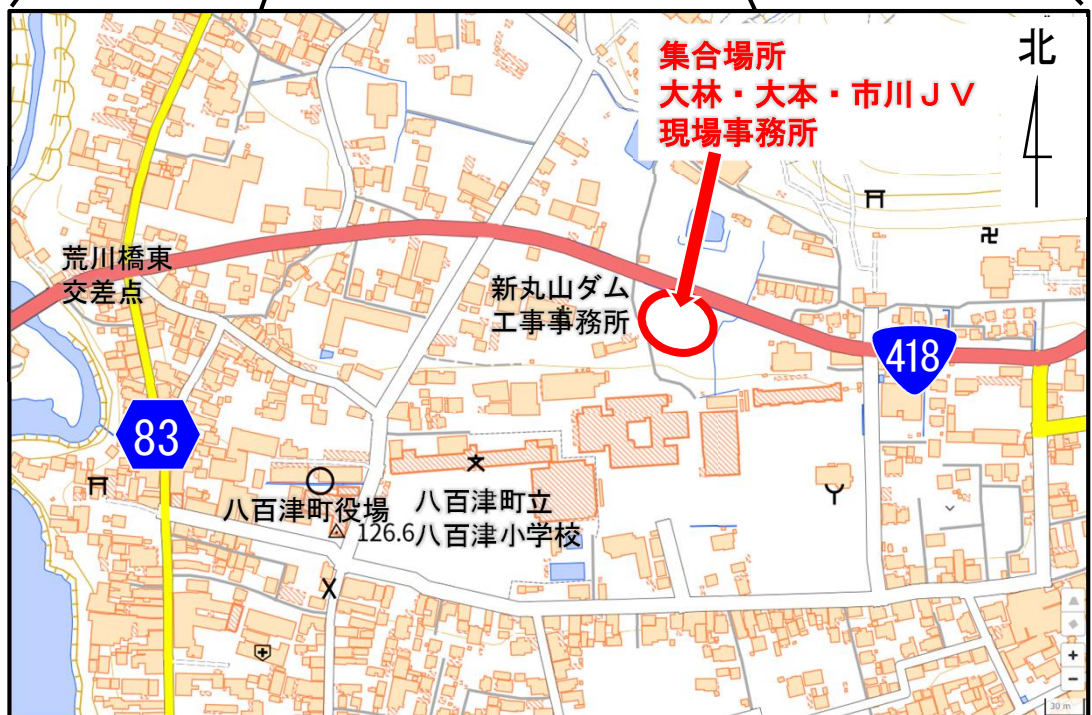 集合場所
大林・大本・市川ＪＶ
現場事務所
北
荒川橋東
交差点
新丸山ダム
工事事務所
418
83
八百津町役場
126.6
八百津町立
八百津小学校
+
−
30 m